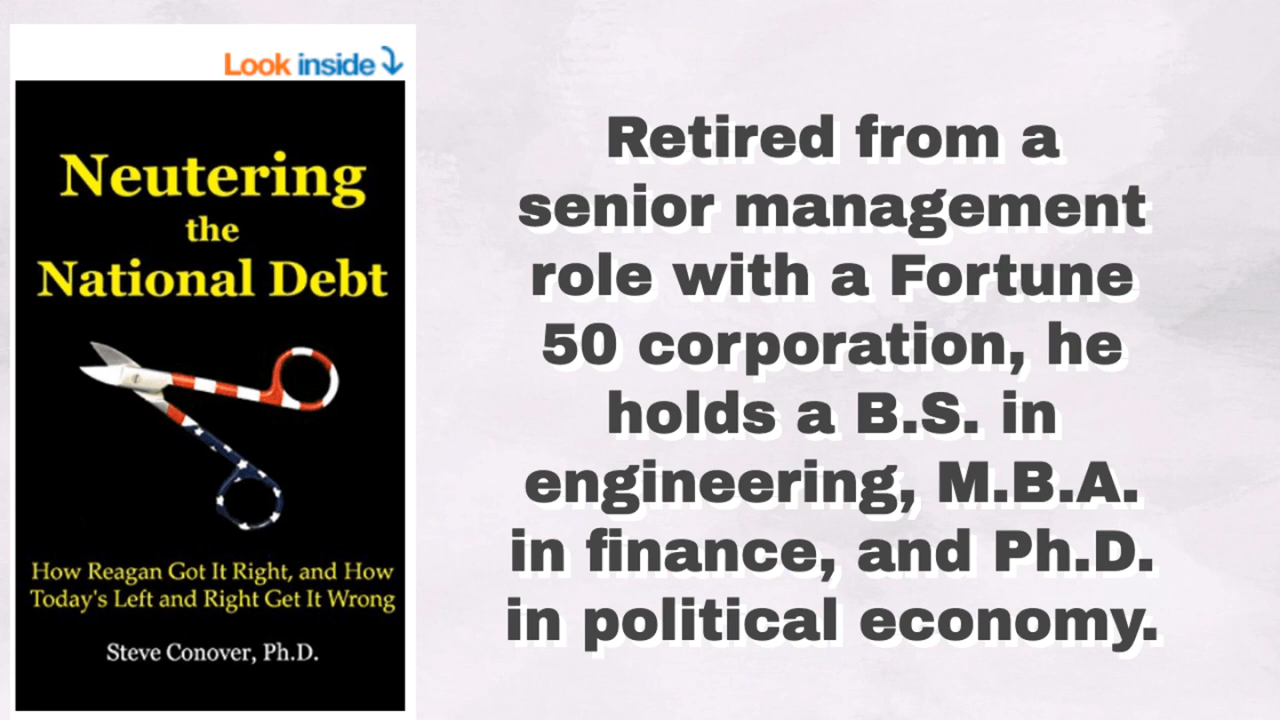 Look inside
Neutering
the
National Debt
How Reagan Got It Right, and How
Today's Left and Right Get It Wrong
Steve Conover, Ph.D.
Retired from a
senior management
role with a Fortune
50 corporation, he
holds a B.S. in
engineering, M.B.A.
in finance, and Ph.D.
in political economy.